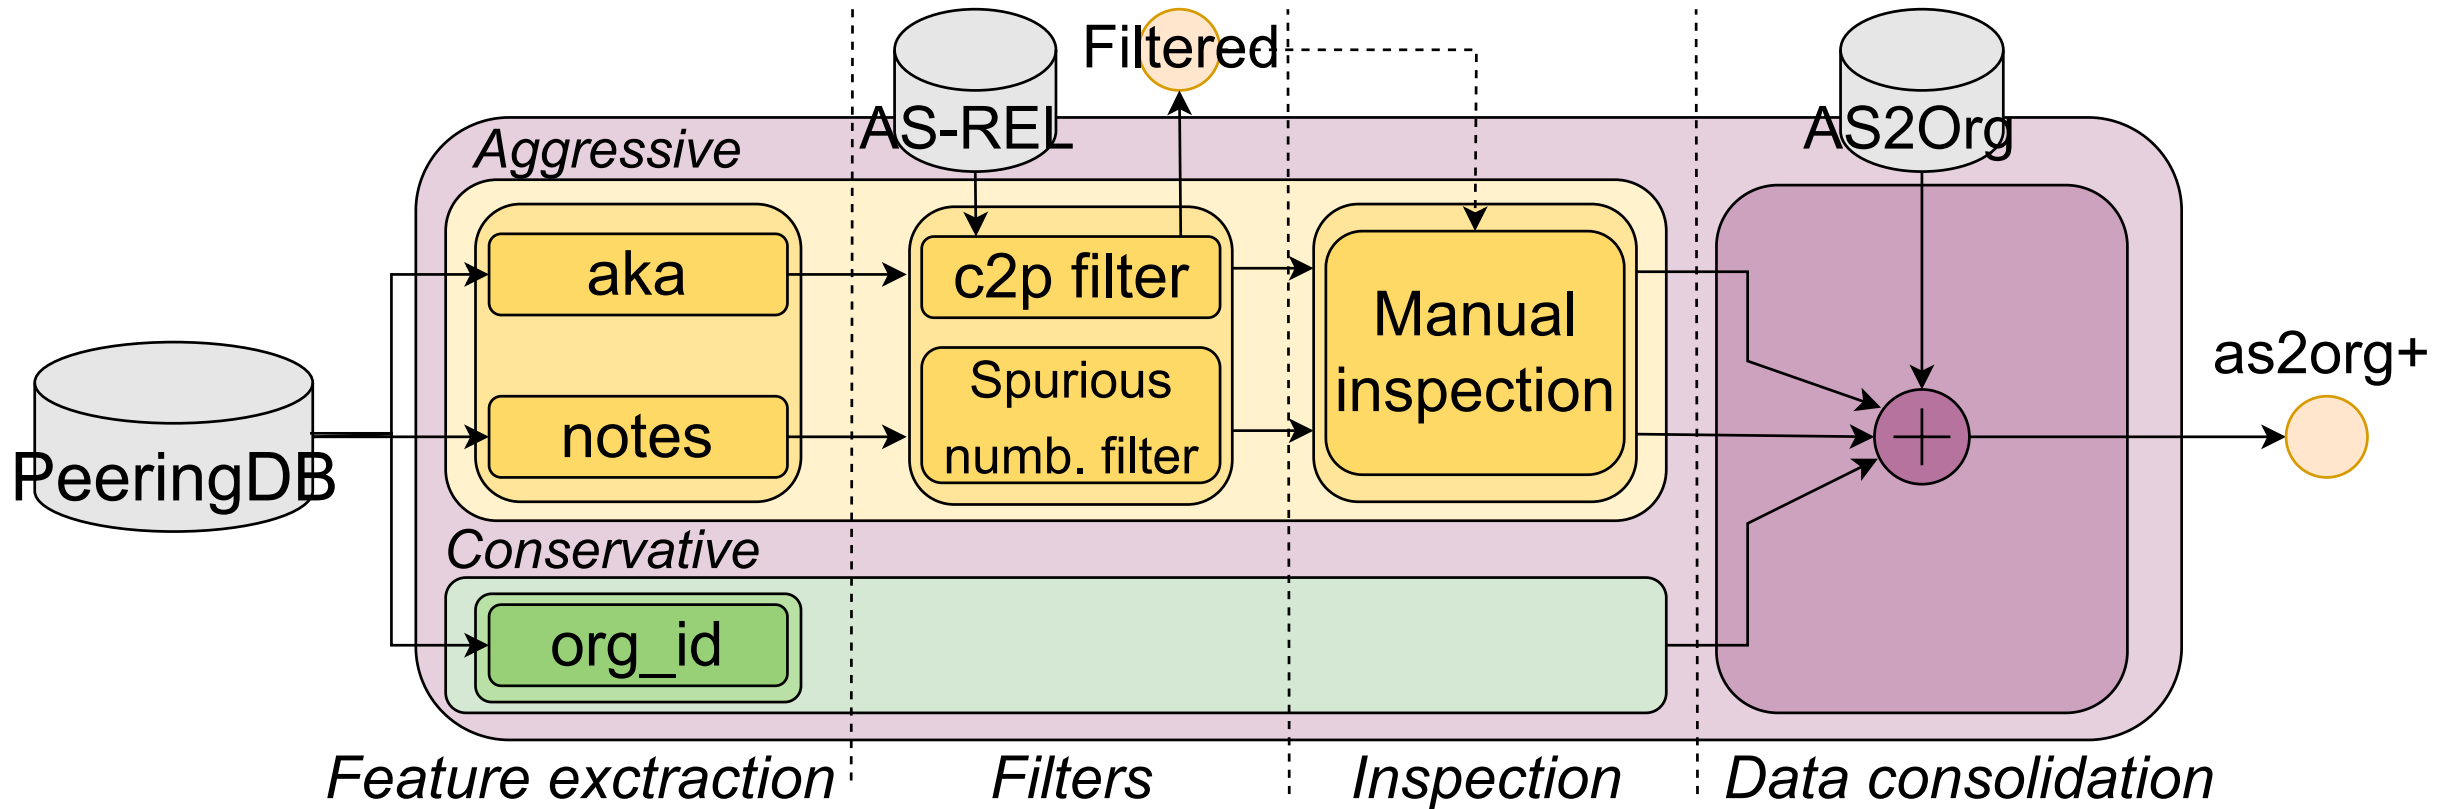 Filtered
AS-REL
AS2Org
Aggressive
aka
c2p filter
Manual
inspection
Spurious
numb. filter
notes
PeeringDB
as2org+
Conservative
org_id
Feature exctraction
Filters
Inspection
Data consolidation